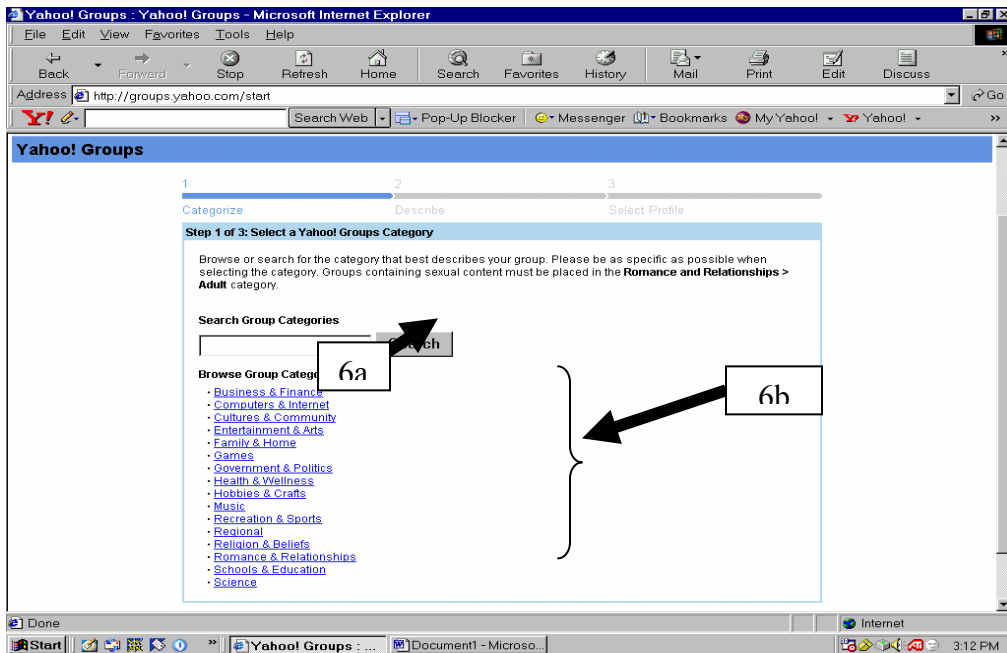 Yahoo! Groups : Yahoo! Groups - Microsoft Internet Explorer
File Edit View Favorites Tools Help
Back Forward Stop Refresh Home Search Favorites History Mail Print Edit Discuss
Address http://groups.yahoo.com/start Go
Y! Search Web Pop-Up Blocker Messenger Bookmarks My Yahoo! Yahoo! »
Yahoo! Groups
1 2 3
Categorize Describe Select Profile
Step 1 of 3: Select a Yahoo! Groups Category
Browse or search for the category that best describes your group. Please be as specific as possible when
selecting the category. Groups containing sexual content must be placed in the Romance and Relationships >
Adult category.
Search Group Categories
6a
Browse Group
6b
· Business & Finance
· Computers & Internet
· Cultures & Community
· Entertainment & Arts
· Family & Home
· Games
· Government & Politics
· Health & Wellness
· Hobbies & Crafts
· Music
· Recreation & Sports
· Regional
· Religion & Beliefs
· Romance & Relationships
· Schools & Education
· Science
Done Internet
Start » Yahoo! Groups : ... Document1 - Microso... 3:12 PM